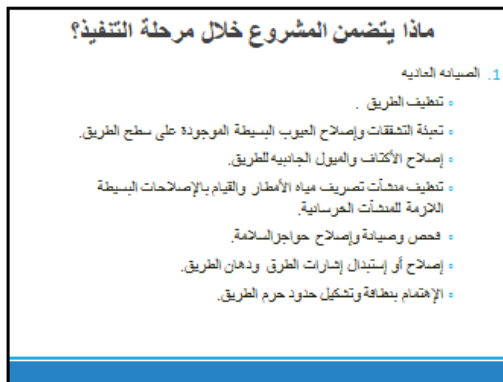 ماذا يتضمن المشروع خلال مرحلة التنفيذ؟
1. الصيانه العاديه
◦ تنظيف الطريق .
◦ تعبئة التشققات وإصلاح العيوب البسيطة الموجودة على سطح الطريق.
◦ إصلاح الأكتاف والميول الجانبيه للطريق.
◦ تنظيف منشآت تصريف مياه الأمطار والقيام بالإصلاحات البسيطة
اللازمة للمنشآت الخرسانية.
◦ فحص وصيانة وإصلاح حواجز السلامة.
◦ إصلاح أو إستبدال إشارات الطرق ودهان الطريق.
◦ الإهتمام بنظافة وتشكيل حدود حرم الطريق.